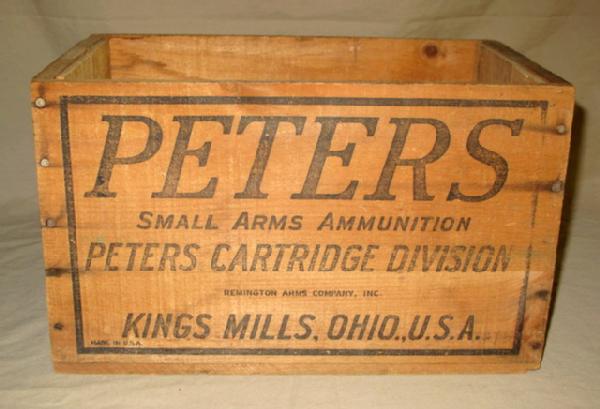 PETERS
SMALL ARMS AMMUNITION
PETERS CARTRIDGE DIVISION
REMINGTON ARMS COMPANY, INC.
KINGS MILLS, OHIO., U.S.A.
MADE IN U.S.A.